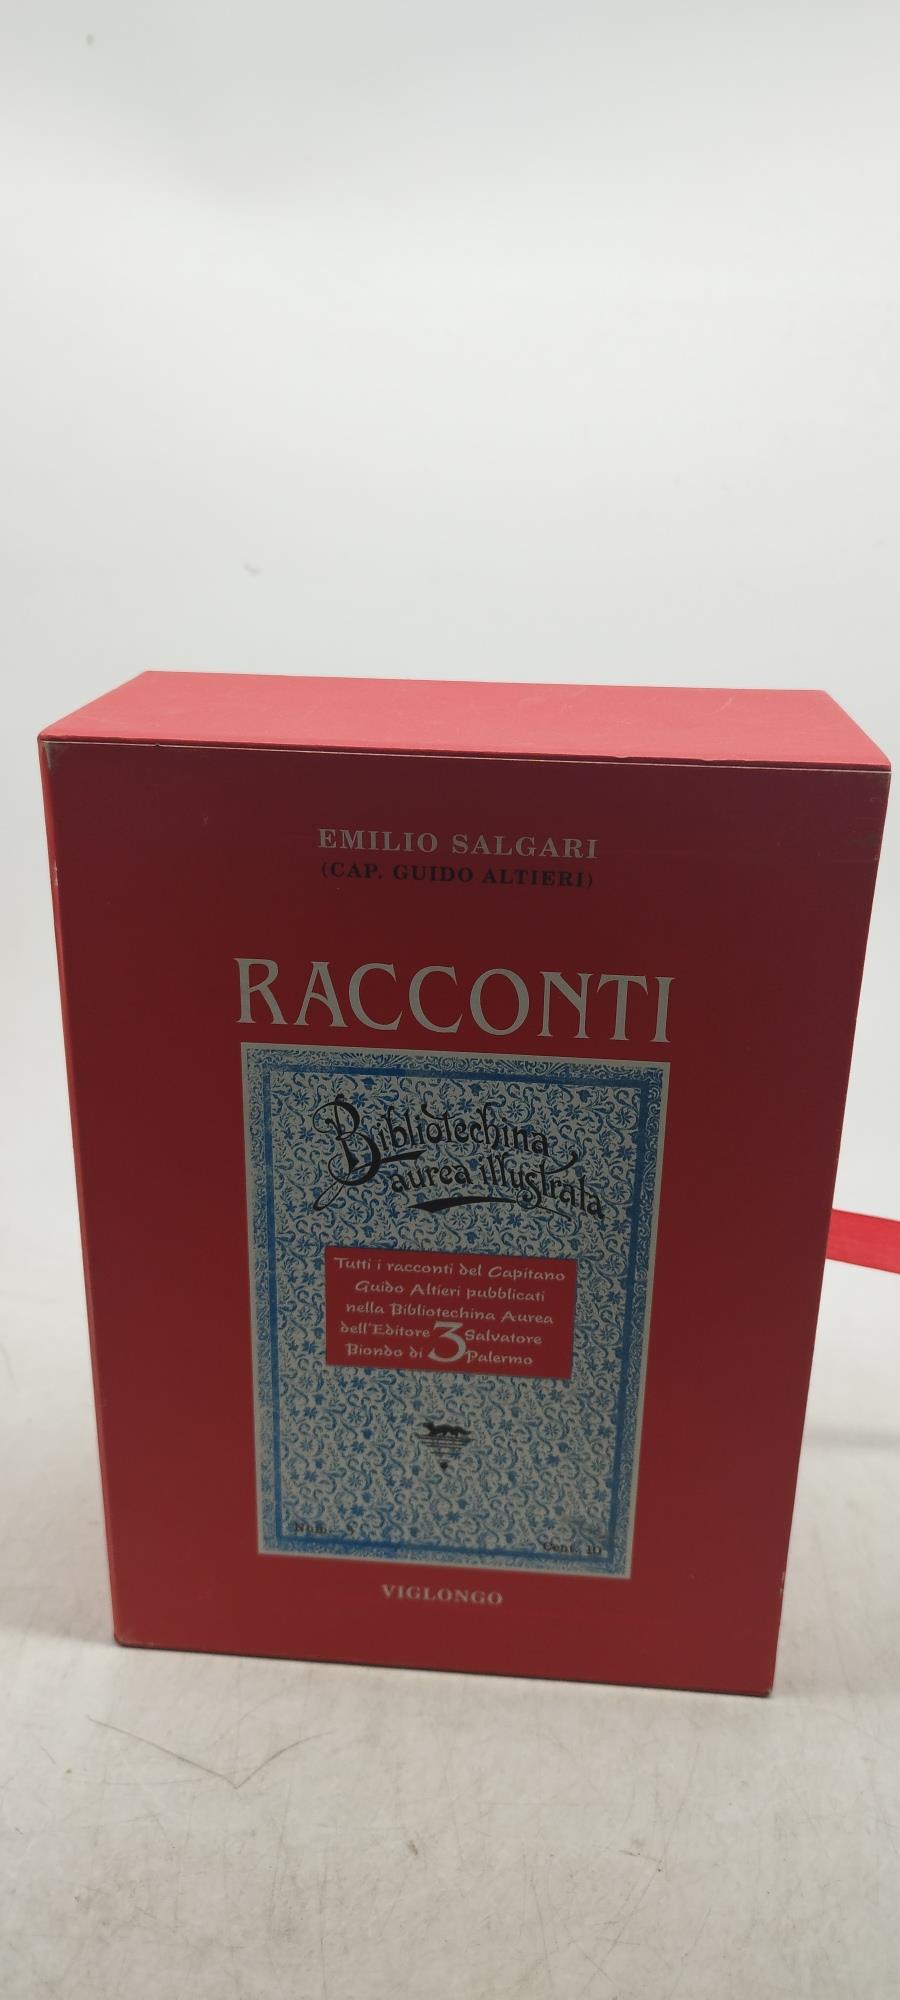 EMILIO SALGARI
(CAP. GUIDO ALTIERI)
RACCONTI
Bibliotechina
aurea illustrata
Tutti i racconti del Capitano
Guido Altieri pubblicati
nella Bibliotechina Aurea
dell'Editore 3 Salvatore
Biondo di Palermo
Num.
Cent. 10
VIGLONGO